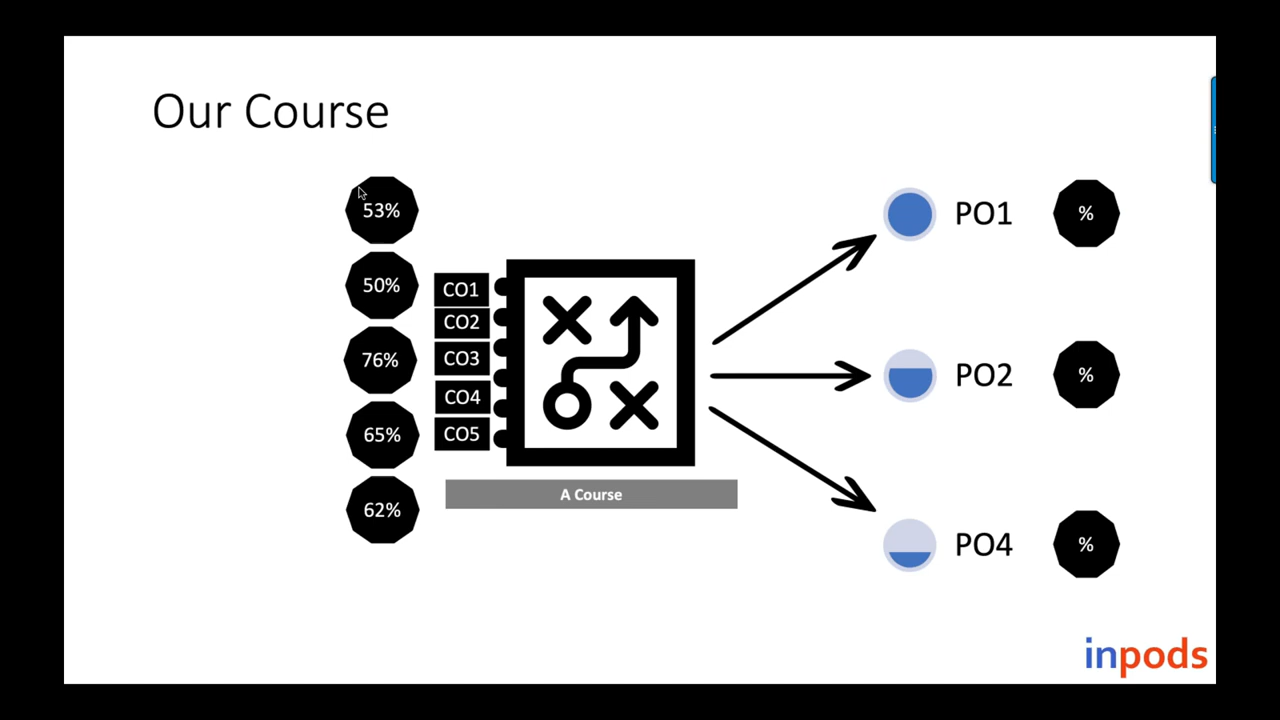 Our Course
53%
50%
76%
65%
62%
CO1
CO2
CO3
CO4
CO5
A Course
PO1 %
PO2 %
PO4 %
inpods